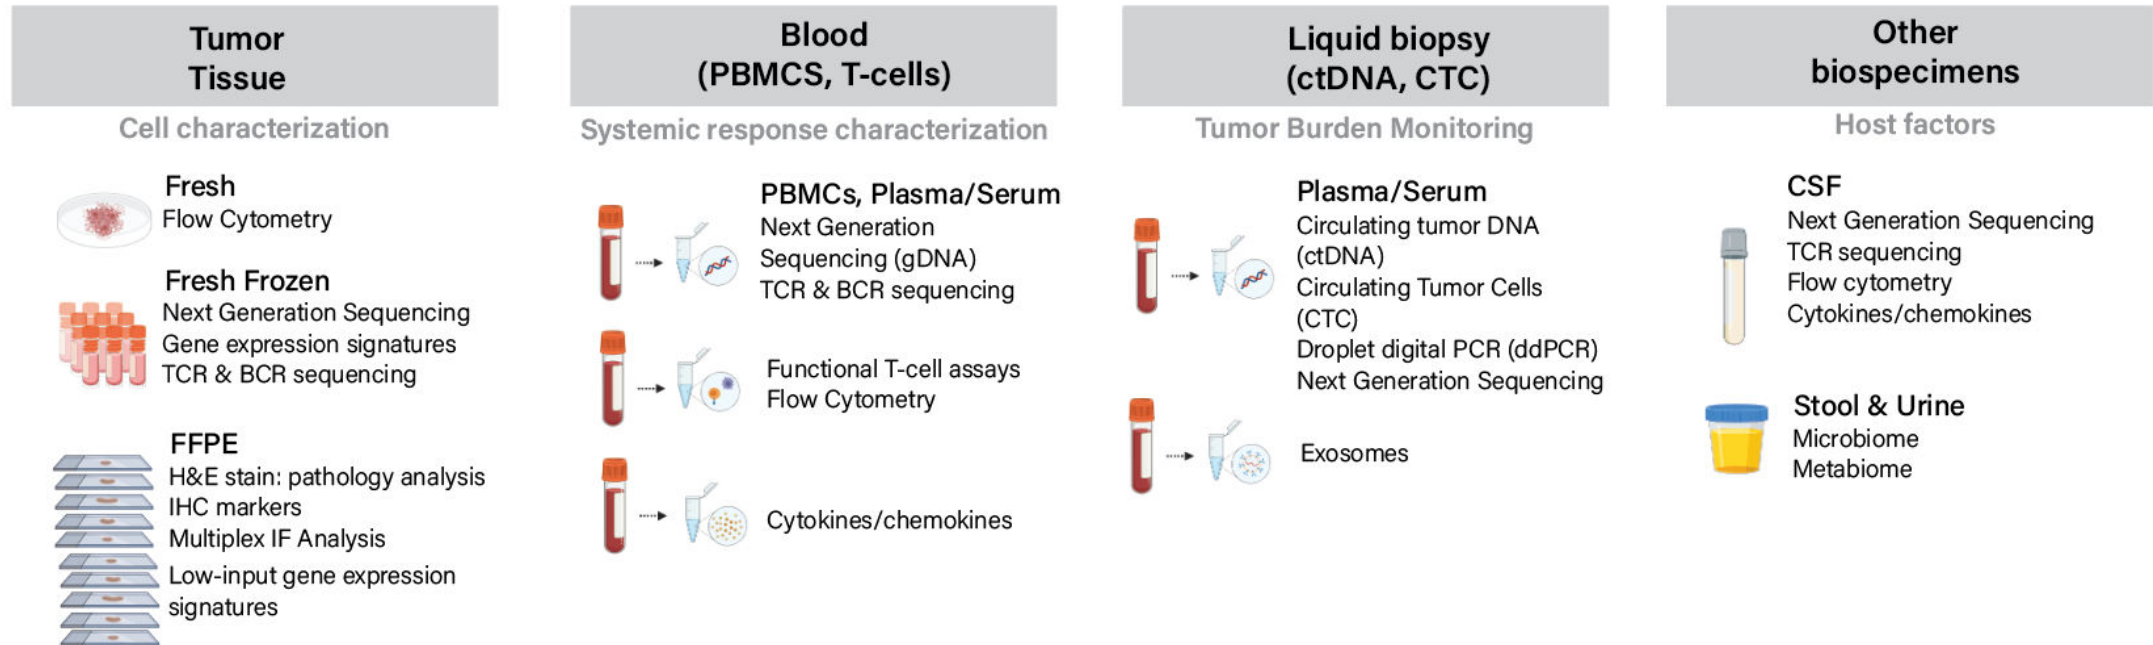 Tumor
Tissue
Cell characterization
Fresh
Flow Cytometry
Fresh Frozen
Next Generation Sequencing
Gene expression signatures
TCR & BCR sequencing
FFPE
H&E stain: pathology analysis
IHC markers
Multiplex IF Analysis
Low-input gene expression
signatures
Blood
(PBMCS, T-cells)
Systemic response characterization
PBMCs, Plasma/Serum
Next Generation
Sequencing (gDNA)
TCR & BCR sequencing
Functional T-cell assays
Flow Cytometry
Cytokines/chemokines
Liquid biopsy
(ctDNA, CTC)
Tumor Burden Monitoring
Plasma/Serum
Circulating tumor DNA
(ctDNA)
Circulating Tumor Cells
(CTC)
Droplet digital PCR (ddPCR)
Next Generation Sequencing
Exosomes
Other
biospecimens
Host factors
CSF
Next Generation Sequencing
TCR sequencing
Flow cytometry
Cytokines/chemokines
Stool & Urine
Microbiome
Metabiome